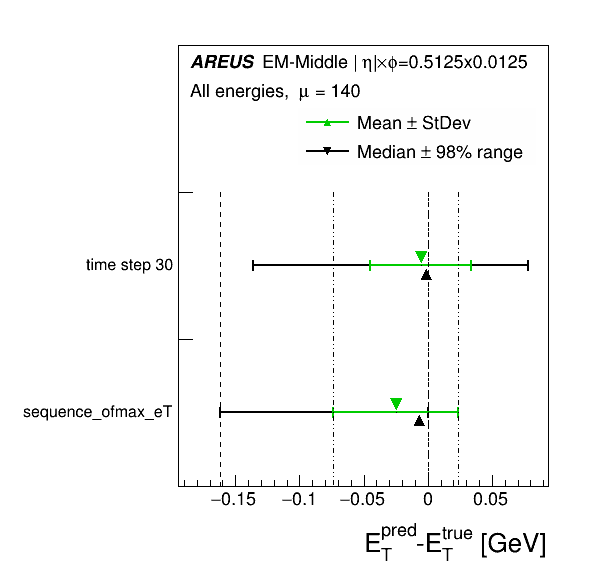 AREUS EM-Middle |η|×φ=0.5125x0.0125
All energies, μ = 140
Mean ± StDev
Median ± 98% range
time step 30
sequence_ofmax_eT
−0.15 −0.1 −0.05 0 0.05
E_T^pred-E_T^true [GeV]